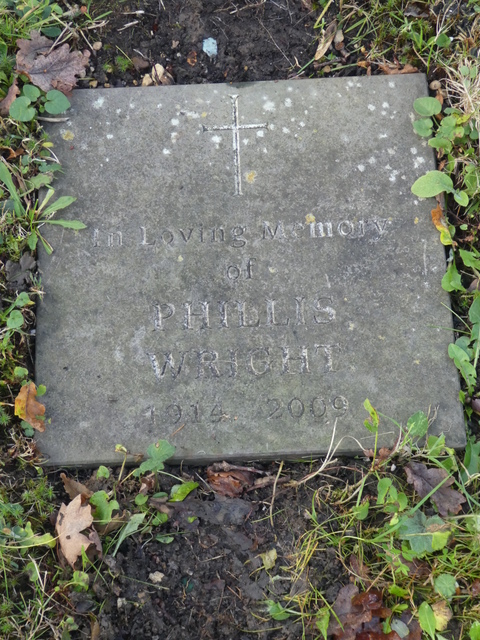 In Loving Memory
of
PHILLIS
WRIGHT
1914 2009